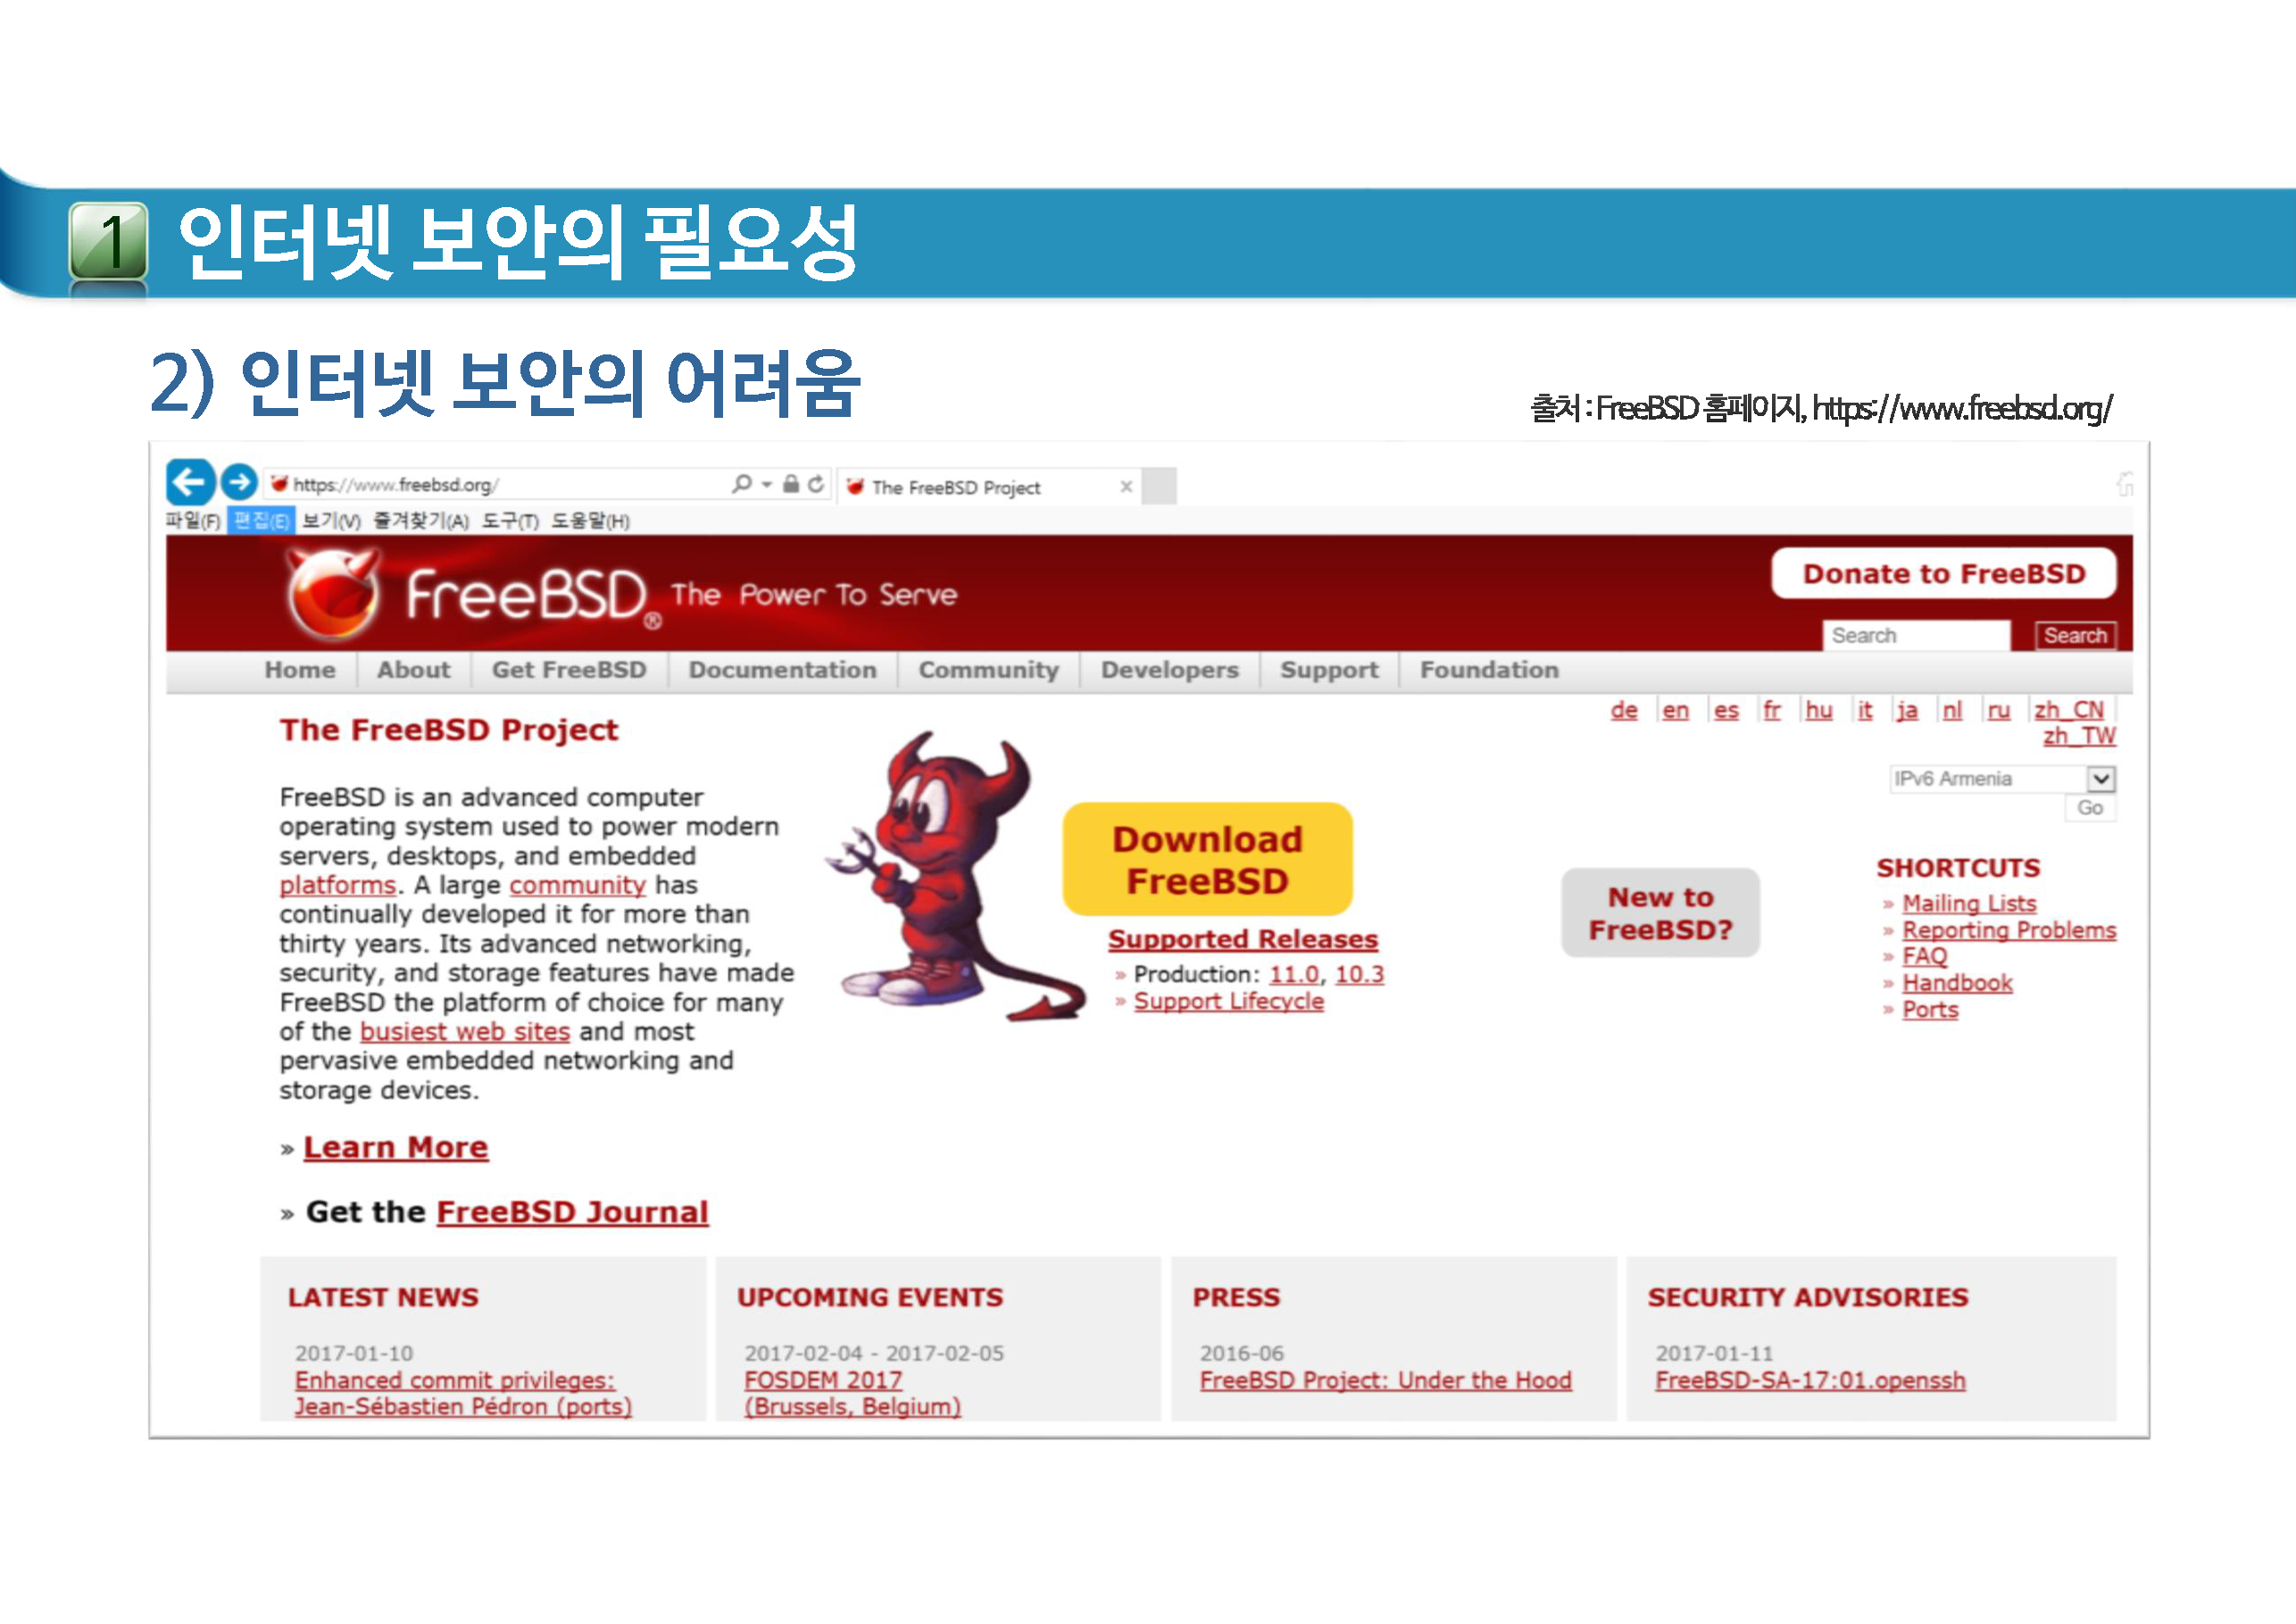 1 인터넷 보안의 필요성
2) 인터넷 보안의 어려움
출처 : FreeBSD 홈페이지, https://www.freebsd.org/
https://www.freebsd.org/
The FreeBSD Project
파일(F) 편집(E) 보기(V) 즐겨찾기(A) 도구(T) 도움말(H)
FreeBSD® The Power To Serve
Donate to FreeBSD
Search Search
Home About Get FreeBSD Documentation Community Developers Support Foundation
de en es fr hu it ja nl ru zh_CN
zh_TW
IPv6 Armenia
Go
The FreeBSD Project
FreeBSD is an advanced computer
operating system used to power modern
servers, desktops, and embedded
platforms. A large community has
continually developed it for more than
thirty years. Its advanced networking,
security, and storage features have made
FreeBSD the platform of choice for many
of the busiest web sites and most
pervasive embedded networking and
storage devices.
» Learn More
» Get the FreeBSD Journal
Download
FreeBSD
Supported Releases
» Production: 11.0, 10.3
» Support Lifecycle
New to
FreeBSD?
SHORTCUTS
» Mailing Lists
» Reporting Problems
» FAQ
» Handbook
» Ports
LATEST NEWS
2017-01-10
Enhanced commit privileges:
Jean-Sébastien Pédron (ports)
UPCOMING EVENTS
2017-02-04 - 2017-02-05
FOSDEM 2017
(Brussels, Belgium)
PRESS
2016-06
FreeBSD Project: Under the Hood
SECURITY ADVISORIES
2017-01-11
FreeBSD-SA-17:01.openssh